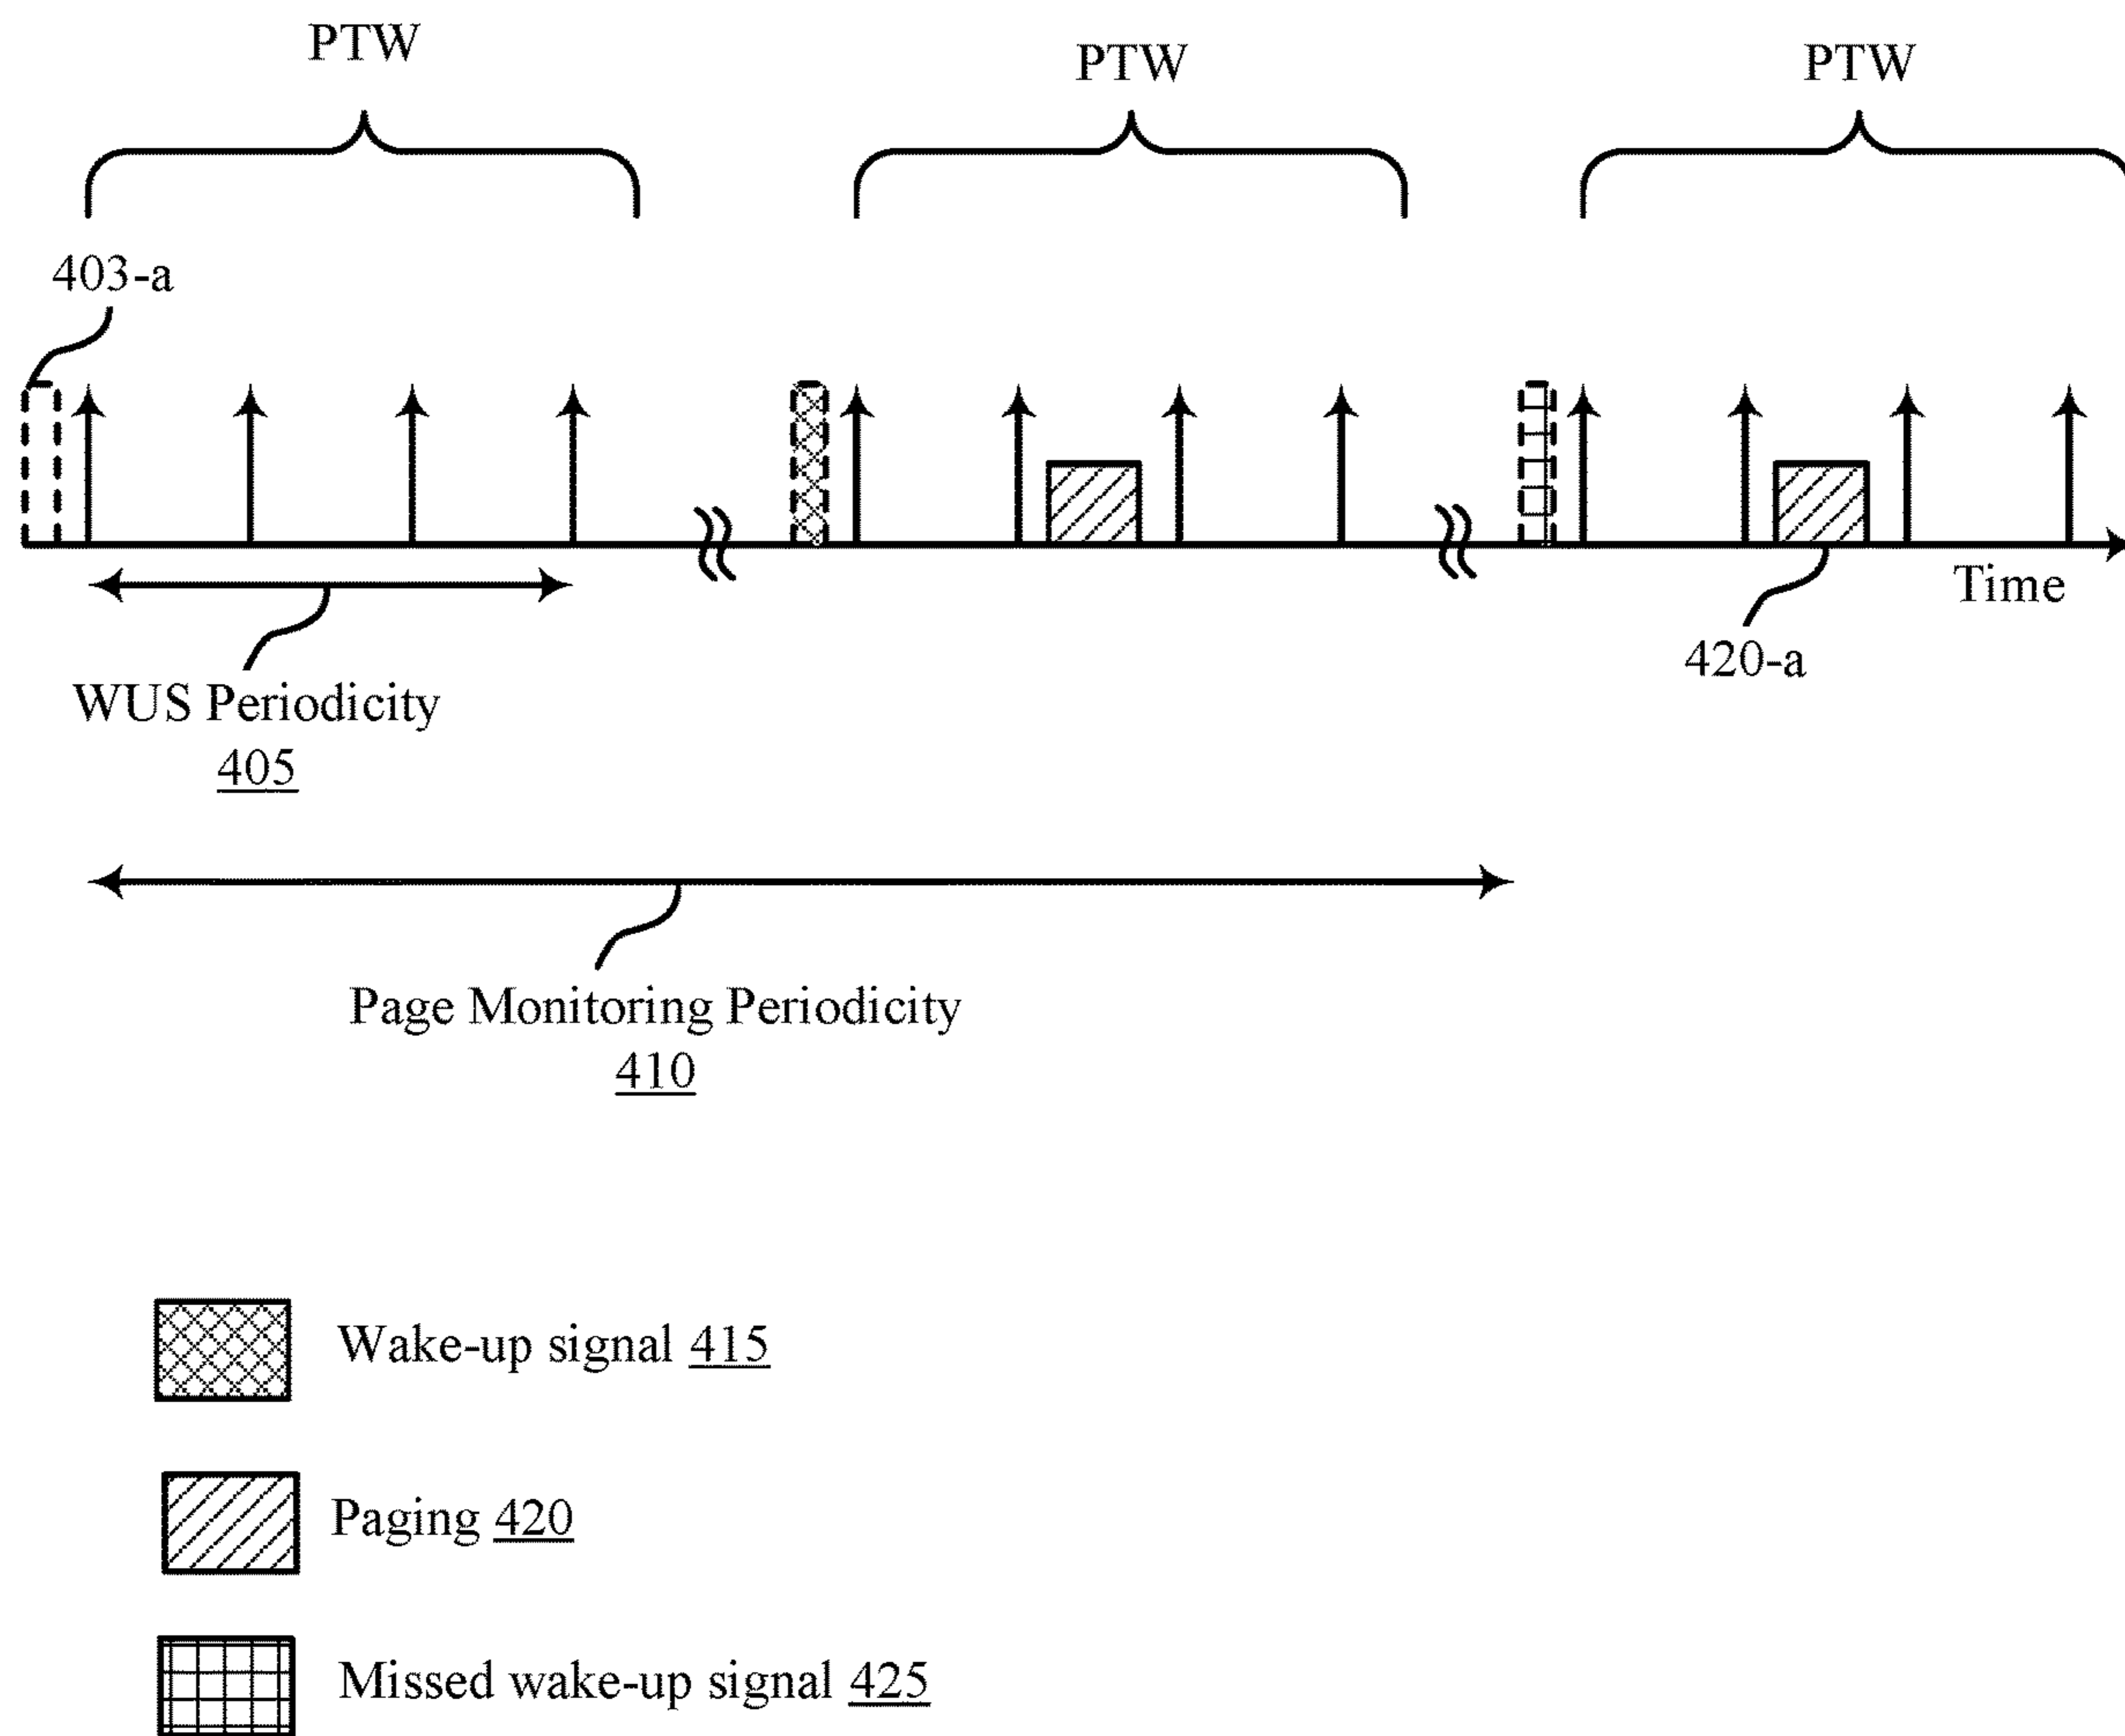 PTW
PTW
PTW
403-a
Time
420-a
WUS Periodicity
405
Page Monitoring Periodicity
410
Wake-up signal 415
Paging 420
Missed wake-up signal 425